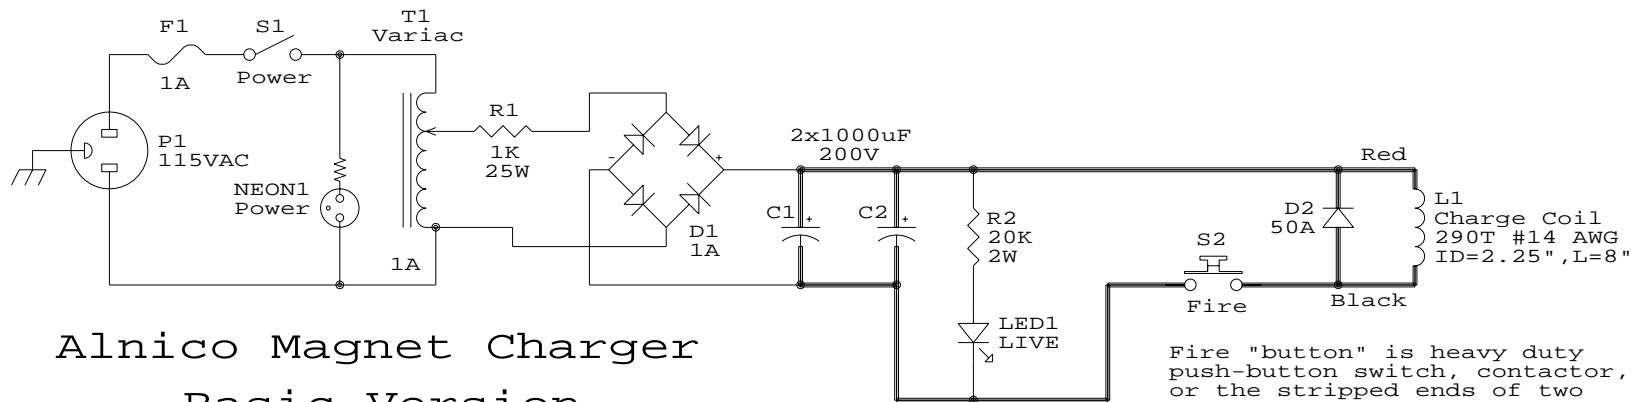 F1
1A
S1
Power
T1
Variac
P1
115VAC
NEON1
Power
1A
R1
1K
25W
-
+
D1
1A
2x1000uF
200V
C1
+
C2
+
R2
20K
2W
LED1
LIVE
S2
Fire
Red
D2
50A
Black
L1
Charge Coil
290T #14 AWG
ID=2.25",L=8"
Alnico Magnet Charger
Basic Version
Fire "button" is heavy duty
push-button switch, contactor,
or the stripped ends of two